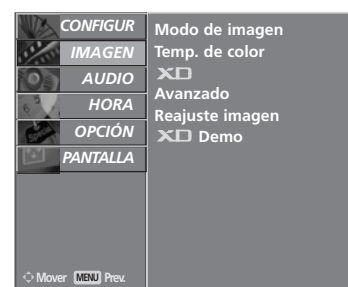 CONFIGUR
IMAGEN
AUDIO
HORA
OPCIÓN
PANTALLA
Mover MENU Prev.
Modo de imagen
Temp. de color
XD
Avanzado
Reajuste imagen
XD Demo